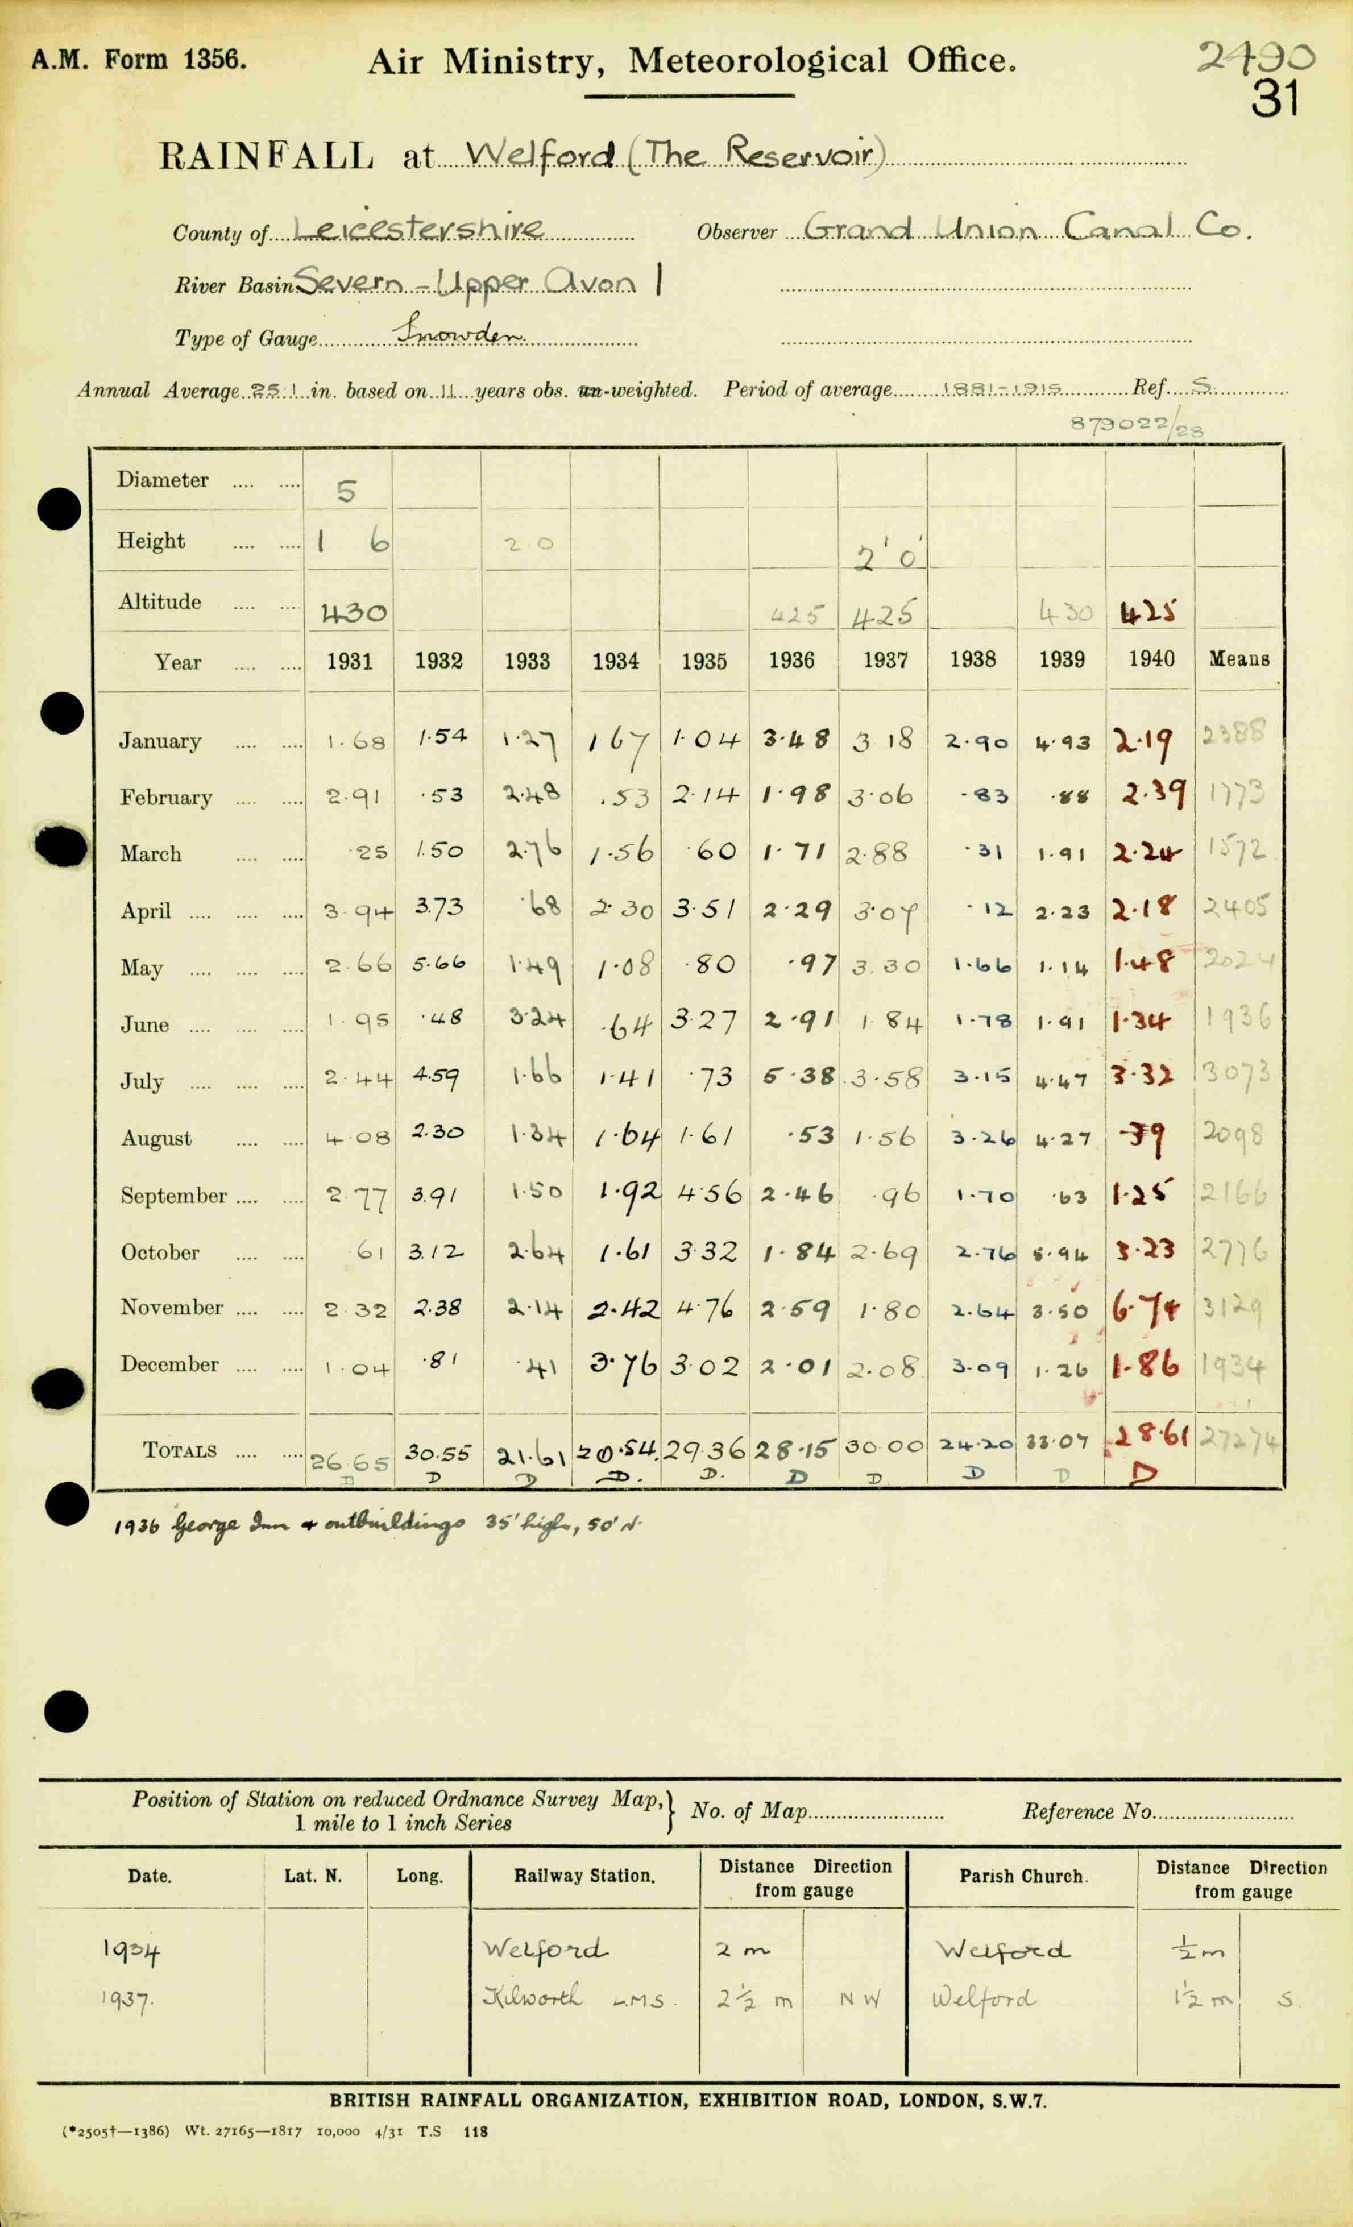 A.M. Form 1356. Air Ministry, Meteorological Office. 2490
31
RAINFALL at Welford (The Reservoir)
County of Leicestershire Observer Grand Union Canal Co.
River Basin Severn - Upper Avon 1
Type of Gauge Snowden
Annual Average 25.1 in. based on 11 years obs. un-weighted. Period of average 1881-1915 Ref. S.
879022/28
Diameter .... .... 5
Height .... .... 1 6 2 0 2' 0"
Altitude .... .... 430 425 425 430 425
Year .... .... 1931 1932 1933 1934 1935 1936 1937 1938 1939 1940 Means
January .... .... 1.68 1.54 1.27 1 67 1.04 3.48 3 18 2.90 4.93 2.19 2388
February .... .... 2.91 .53 2.48 .53 2.14 1.98 3.06 .83 .88 2.39 1773
March .... .... .25 1.50 2.76 1.56 .60 1.71 2.88 .31 1.91 2.24 1572
April .... .... .... 3.94 3.73 .68 2.30 3.51 2.29 3.07 .12 2.23 2.18 2405
May .... .... .... 2.66 5.66 1.49 1.08 .80 .97 3.30 1.66 1.14 1.48 2024
June .... .... .... 1.95 .48 3.24 .64 3.27 2.91 1.84 1.78 1.91 1.34 1936
July .... .... .... 2.44 4.59 1.66 1.41 .73 5.38 3.58 3.15 4.47 3.32 3073
August .... .... 4.08 2.30 1.34 1.64 1.61 .53 1.56 3.26 4.27 .39 2098
September .... .... 2.77 3.91 1.50 1.92 4.56 2.46 .96 1.70 .63 1.25 2166
October .... .... .61 3.12 2.64 1.61 3.32 1.84 2.69 2.76 5.94 3.23 2776
November .... .... 2.32 2.38 2.14 2.42 4.76 2.59 1.80 2.64 3.50 6.74 3129
December .... .... 1.04 .81 .41 3.76 3.02 2.01 2.08 3.09 1.26 1.86 1934
TOTALS .... .... 26.65 30.55 21.61 20.54 29.36 28.15 30.00 24.20 33.07 28.61 27274
D D D D. D. D D D D D
1936 George Inn & outbuildings 35' high, 50' N.
Position of Station on reduced Ordnance Survey Map, } No. of Map Reference No.
1 mile to 1 inch Series
Date. Lat. N. Long. Railway Station. Distance Direction from gauge Parish Church. Distance Direction from gauge
1934 Welford 2 m Welford ½ m
1937. Kilworth L.M.S. 2½ m NW Welford 1½ m S.
BRITISH RAINFALL ORGANIZATION, EXHIBITION ROAD, LONDON, S.W.7.
(*2505†—1386) Wt. 27165—1817 10,000 4/31 T.S 118